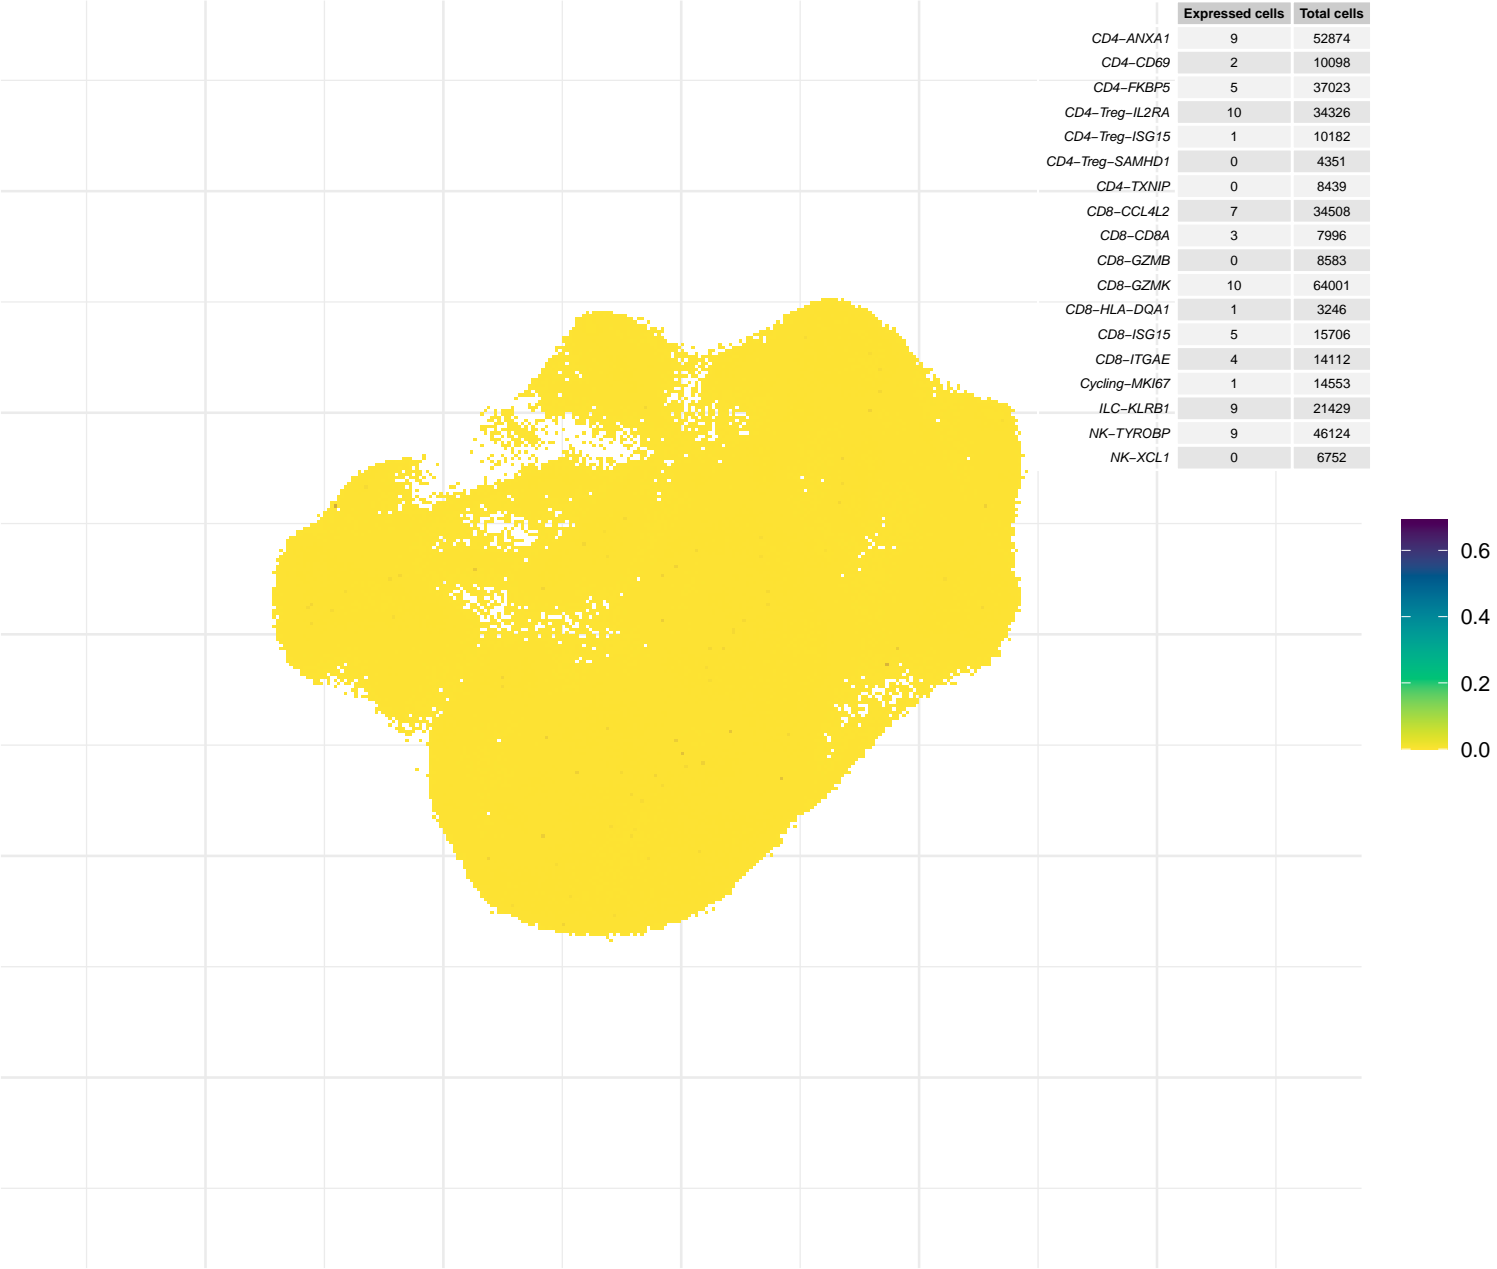 Expressed cells Total cells
CD4−ANXA1 9 52874
CD4−CD69 2 10098
CD4−FKBP5 5 37023
CD4−Treg−IL2RA 10 34326
CD4−Treg−ISG15 1 10182
CD4−Treg−SAMHD1 0 4351
CD4−TXNIP 0 8439
CD8−CCL4L2 7 34508
CD8−CD8A 3 7996
CD8−GZMB 0 8583
CD8−GZMK 10 64001
CD8−HLA−DQA1 1 3246
CD8−ISG15 5 15706
CD8−ITGAE 4 14112
Cycling−MKI67 1 14553
ILC−KLRB1 9 21429
NK−TYROBP 9 46124
NK−XCL1 0 6752
0.6
0.4
0.2
0.0